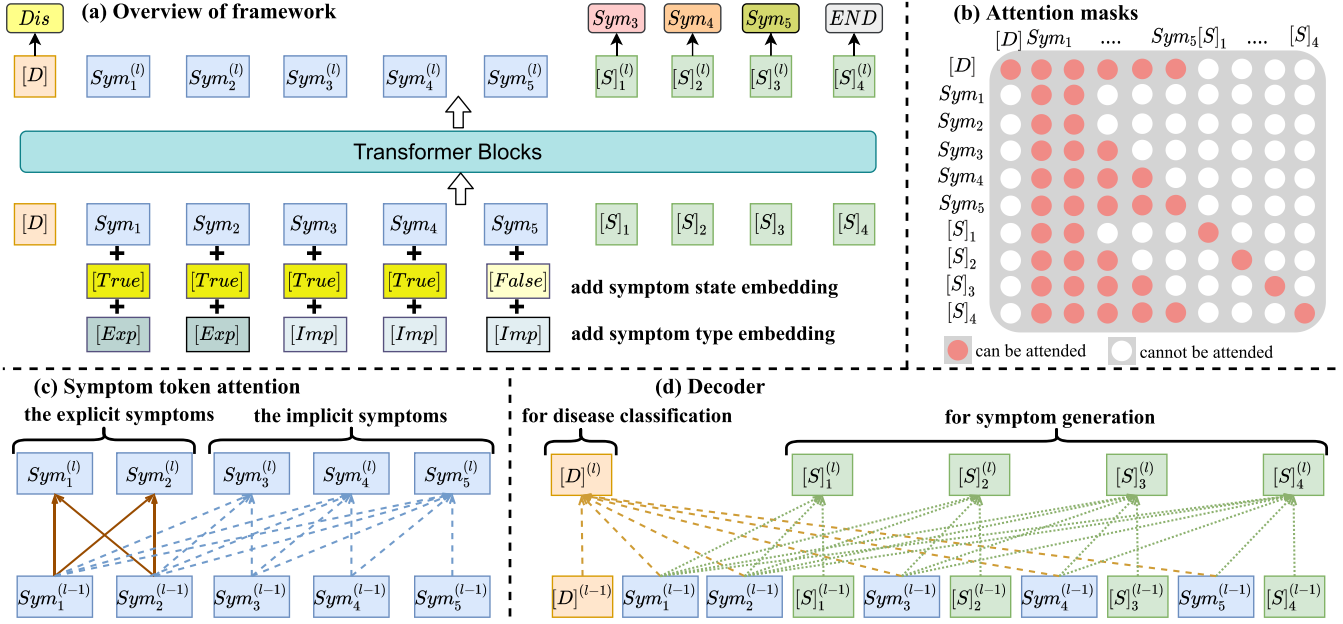 (a) Overview of framework
Dis Sym₃ Sym₄ Sym₅ END
[D] Sym₁⁽ˡ⁾ Sym₂⁽ˡ⁾ Sym₃⁽ˡ⁾ Sym₄⁽ˡ⁾ Sym₅⁽ˡ⁾ [S]₁⁽ˡ⁾ [S]₂⁽ˡ⁾ [S]₃⁽ˡ⁾ [S]₄⁽ˡ⁾
Transformer Blocks
[D] Sym₁ Sym₂ Sym₃ Sym₄ Sym₅ [S]₁ [S]₂ [S]₃ [S]₄
+ + + + +
[True] [True] [True] [True] [False] add symptom state embedding
+ + + + +
[Exp] [Exp] [Imp] [Imp] [Imp] add symptom type embedding
(b) Attention masks
[D] Sym₁ .... Sym₅ [S]₁ .... [S]₄
[D]
Sym₁
Sym₂
Sym₃
Sym₄
Sym₅
[S]₁
[S]₂
[S]₃
[S]₄
can be attended cannot be attended
(c) Symptom token attention
the explicit symptoms the implicit symptoms
Sym₁⁽ˡ⁾ Sym₂⁽ˡ⁾ Sym₃⁽ˡ⁾ Sym₄⁽ˡ⁾ Sym₅⁽ˡ⁾
Sym₁⁽ˡ⁻¹⁾ Sym₂⁽ˡ⁻¹⁾ Sym₃⁽ˡ⁻¹⁾ Sym₄⁽ˡ⁻¹⁾ Sym₅⁽ˡ⁻¹⁾
(d) Decoder
for disease classification for symptom generation
[D]⁽ˡ⁾ [S]₁⁽ˡ⁾ [S]₂⁽ˡ⁾ [S]₃⁽ˡ⁾ [S]₄⁽ˡ⁾
[D]⁽ˡ⁻¹⁾ Sym₁⁽ˡ⁻¹⁾ Sym₂⁽ˡ⁻¹⁾ [S]₁⁽ˡ⁻¹⁾ Sym₃⁽ˡ⁻¹⁾ [S]₂⁽ˡ⁻¹⁾ Sym₄⁽ˡ⁻¹⁾ [S]₃⁽ˡ⁻¹⁾ Sym₅⁽ˡ⁻¹⁾ [S]₄⁽ˡ⁻¹⁾